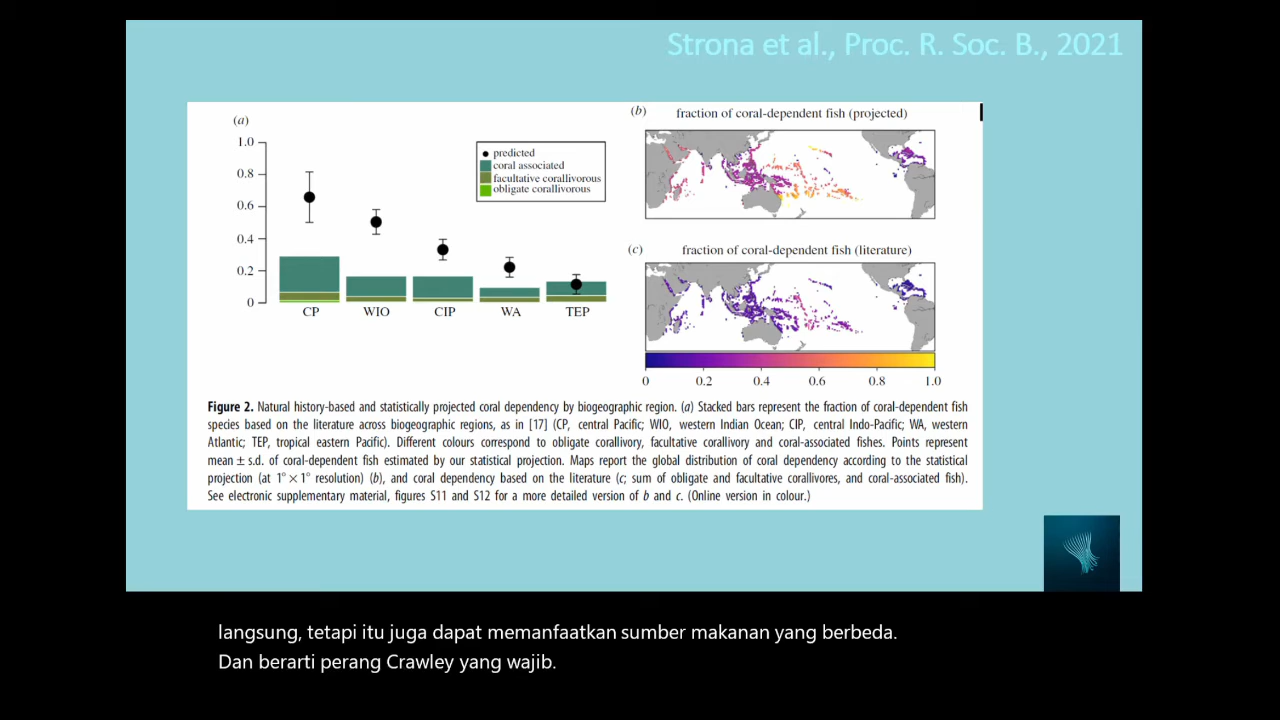 Strona et al., Proc. R. Soc. B., 2021
(a)
1.0
0.8
0.6
0.4
0.2
0
predicted
coral associated
facultative corallivorous
obligate corallivorous
CP WIO CIP WA TEP
(b) fraction of coral-dependent fish (projected)
(c) fraction of coral-dependent fish (literature)
0 0.2 0.4 0.6 0.8 1.0
Figure 2. Natural history-based and statistically projected coral dependency by biogeographic region. (a) Stacked bars represent the fraction of coral-dependent fish
species based on the literature across biogeographic regions, as in [17] (CP, central Pacific; WIO, western Indian Ocean; CIP, central Indo-Pacific; WA, western
Atlantic; TEP, tropical eastern Pacific). Different colours correspond to obligate corallivory, facultative corallivory and coral-associated fishes. Points represent
mean ± s.d. of coral-dependent fish estimated by our statistical projection. Maps report the global distribution of coral dependency according to the statistical
projection (at 1° × 1° resolution) (b), and coral dependency based on the literature (c; sum of obligate and facultative corallivores, and coral-associated fish).
See electronic supplementary material, figures S11 and S12 for a more detailed version of b and c. (Online version in colour.)
langsung, tetapi itu juga dapat memanfaatkan sumber makanan yang berbeda.
Dan berarti perang Crawley yang wajib.